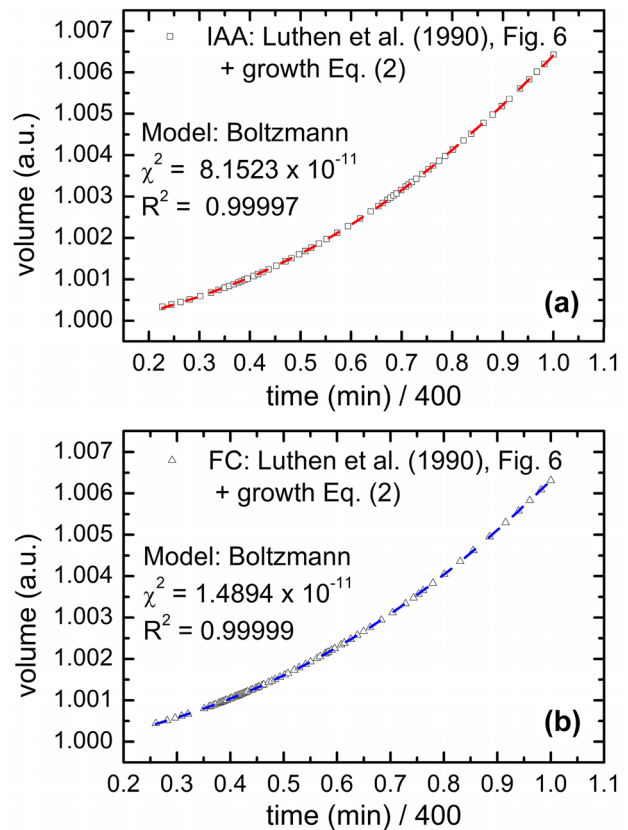 1.007
□ IAA: Luthen et al. (1990), Fig. 6
+ growth Eq. (2)
1.006
1.005
Model: Boltzmann
1.004
χ² = 8.1523 x 10⁻¹¹
1.003
R² = 0.99997
1.002
1.001
1.000
volume (a.u.)
(a)
0.2 0.3 0.4 0.5 0.6 0.7 0.8 0.9 1.0 1.1
time (min) / 400
1.007
△ FC: Luthen et al. (1990), Fig. 6
+ growth Eq. (2)
1.006
1.005
Model: Boltzmann
1.004
χ² = 1.4894 x 10⁻¹¹
1.003
R² = 0.99999
1.002
1.001
1.000
volume (a.u.)
(b)
0.2 0.3 0.4 0.5 0.6 0.7 0.8 0.9 1.0 1.1
time (min) / 400